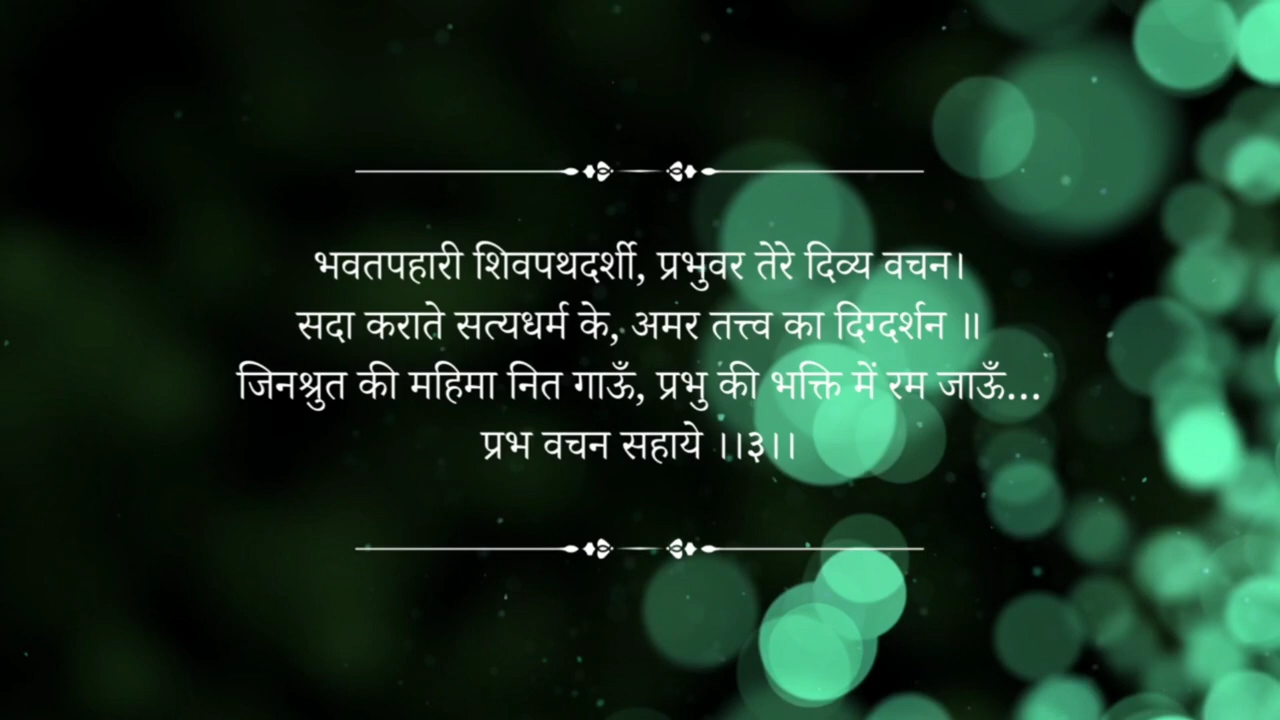 भवतपहारी शिवपथदर्शी, प्रभुवर तेरे दिव्य वचन।
सदा कराते सत्यधर्म के, अमर तत्त्व का दिग्दर्शन ॥
जिनश्रुत की महिमा नित गाऊँ, प्रभु की भक्ति में रम जाऊँ...
प्रभ वचन सहाये ।।३।।